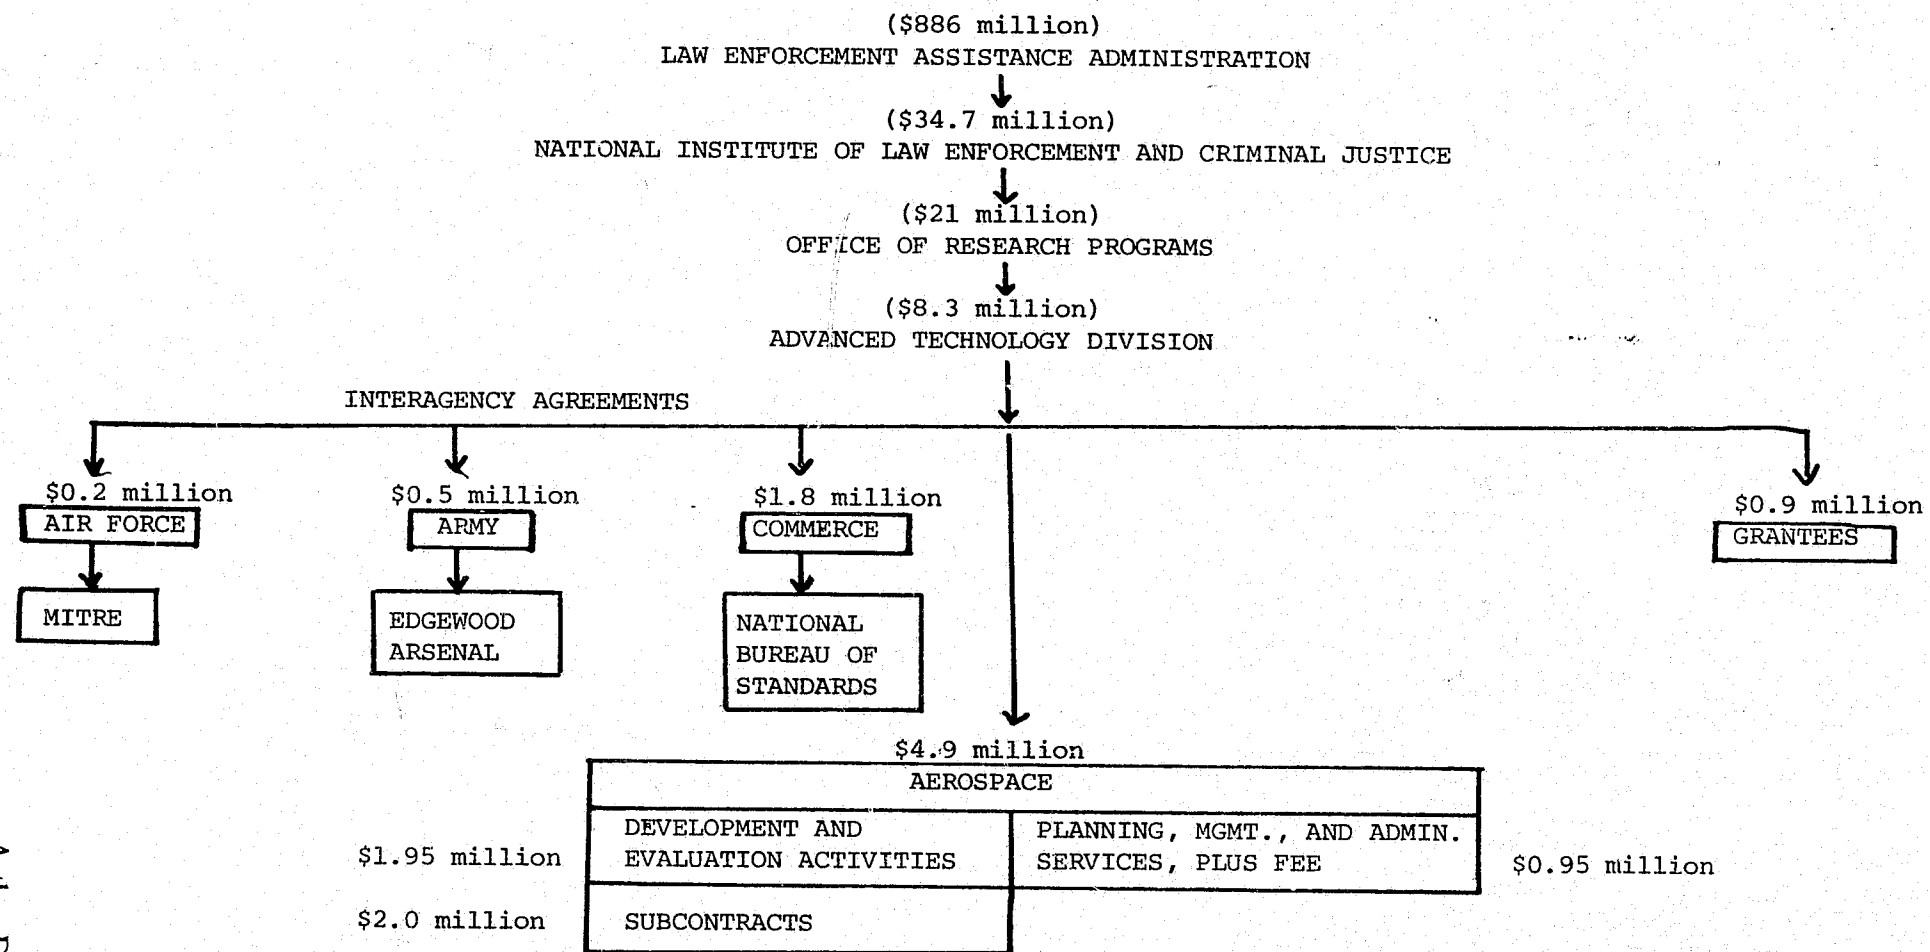 ($886 million)
LAW ENFORCEMENT ASSISTANCE ADMINISTRATION
($34.7 million)
NATIONAL INSTITUTE OF LAW ENFORCEMENT AND CRIMINAL JUSTICE
($21 million)
OFFICE OF RESEARCH PROGRAMS
($8.3 million)
ADVANCED TECHNOLOGY DIVISION
INTERAGENCY AGREEMENTS
$0.2 million
AIR FORCE
MITRE
$0.5 million
ARMY
EDGEWOOD
ARSENAL
$1.8 million
COMMERCE
NATIONAL
BUREAU OF
STANDARDS
$0.9 million
GRANTEES
$4.9 million
AEROSPACE
$1.95 million
DEVELOPMENT AND
EVALUATION ACTIVITIES
PLANNING, MGMT., AND ADMIN.
SERVICES, PLUS FEE
$0.95 million
$2.0 million
SUBCONTRACTS